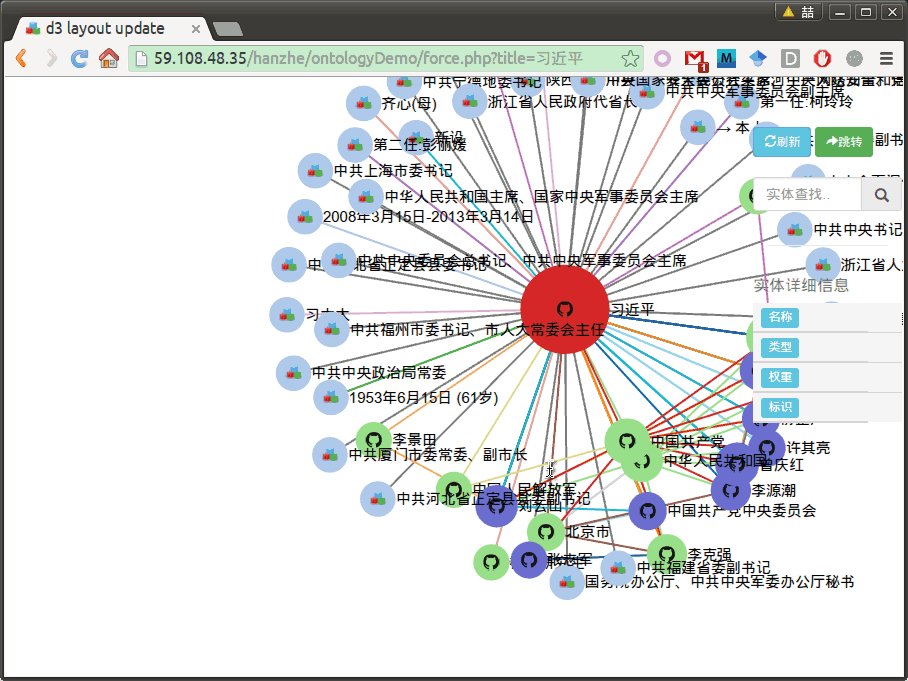 喆
d3 layout update
59.108.48.35/hanzhe/ontologyDemo/force.php?title=习近平
M
D
1
中共宁德地委书记
中共中央军事委员会副主席
齐心(母)
浙江省人民政府代省长
第一任:柯玲玲
→ 本
刷新
跳转
第二任:彭丽媛
中共上海市委书记
实体查找..
中华人民共和国主席、国家中央军事委员会主席
2008年3月15日-2013年3月14日
中共中央书记
中共中央委员会总书记、中共中央军事委员会主席
浙江省人
实体详细信息
习近平
名称
中共福州市委书记、市人大常委会主任
类型
中共中央政治局常委
权重
1953年6月15日 (61岁)
标识
李景田
中国共产党
许其亮
中共厦门市委常委、副市长
中华人民共和国
曾庆红
中国人民解放军
李源潮
中共河北省正定县县委副书记
刘云山
中国共产党中央委员会
北京市
李克强
张志军
中共福建省委副书记
国务院办公厅、中共中央军委办公厅秘书